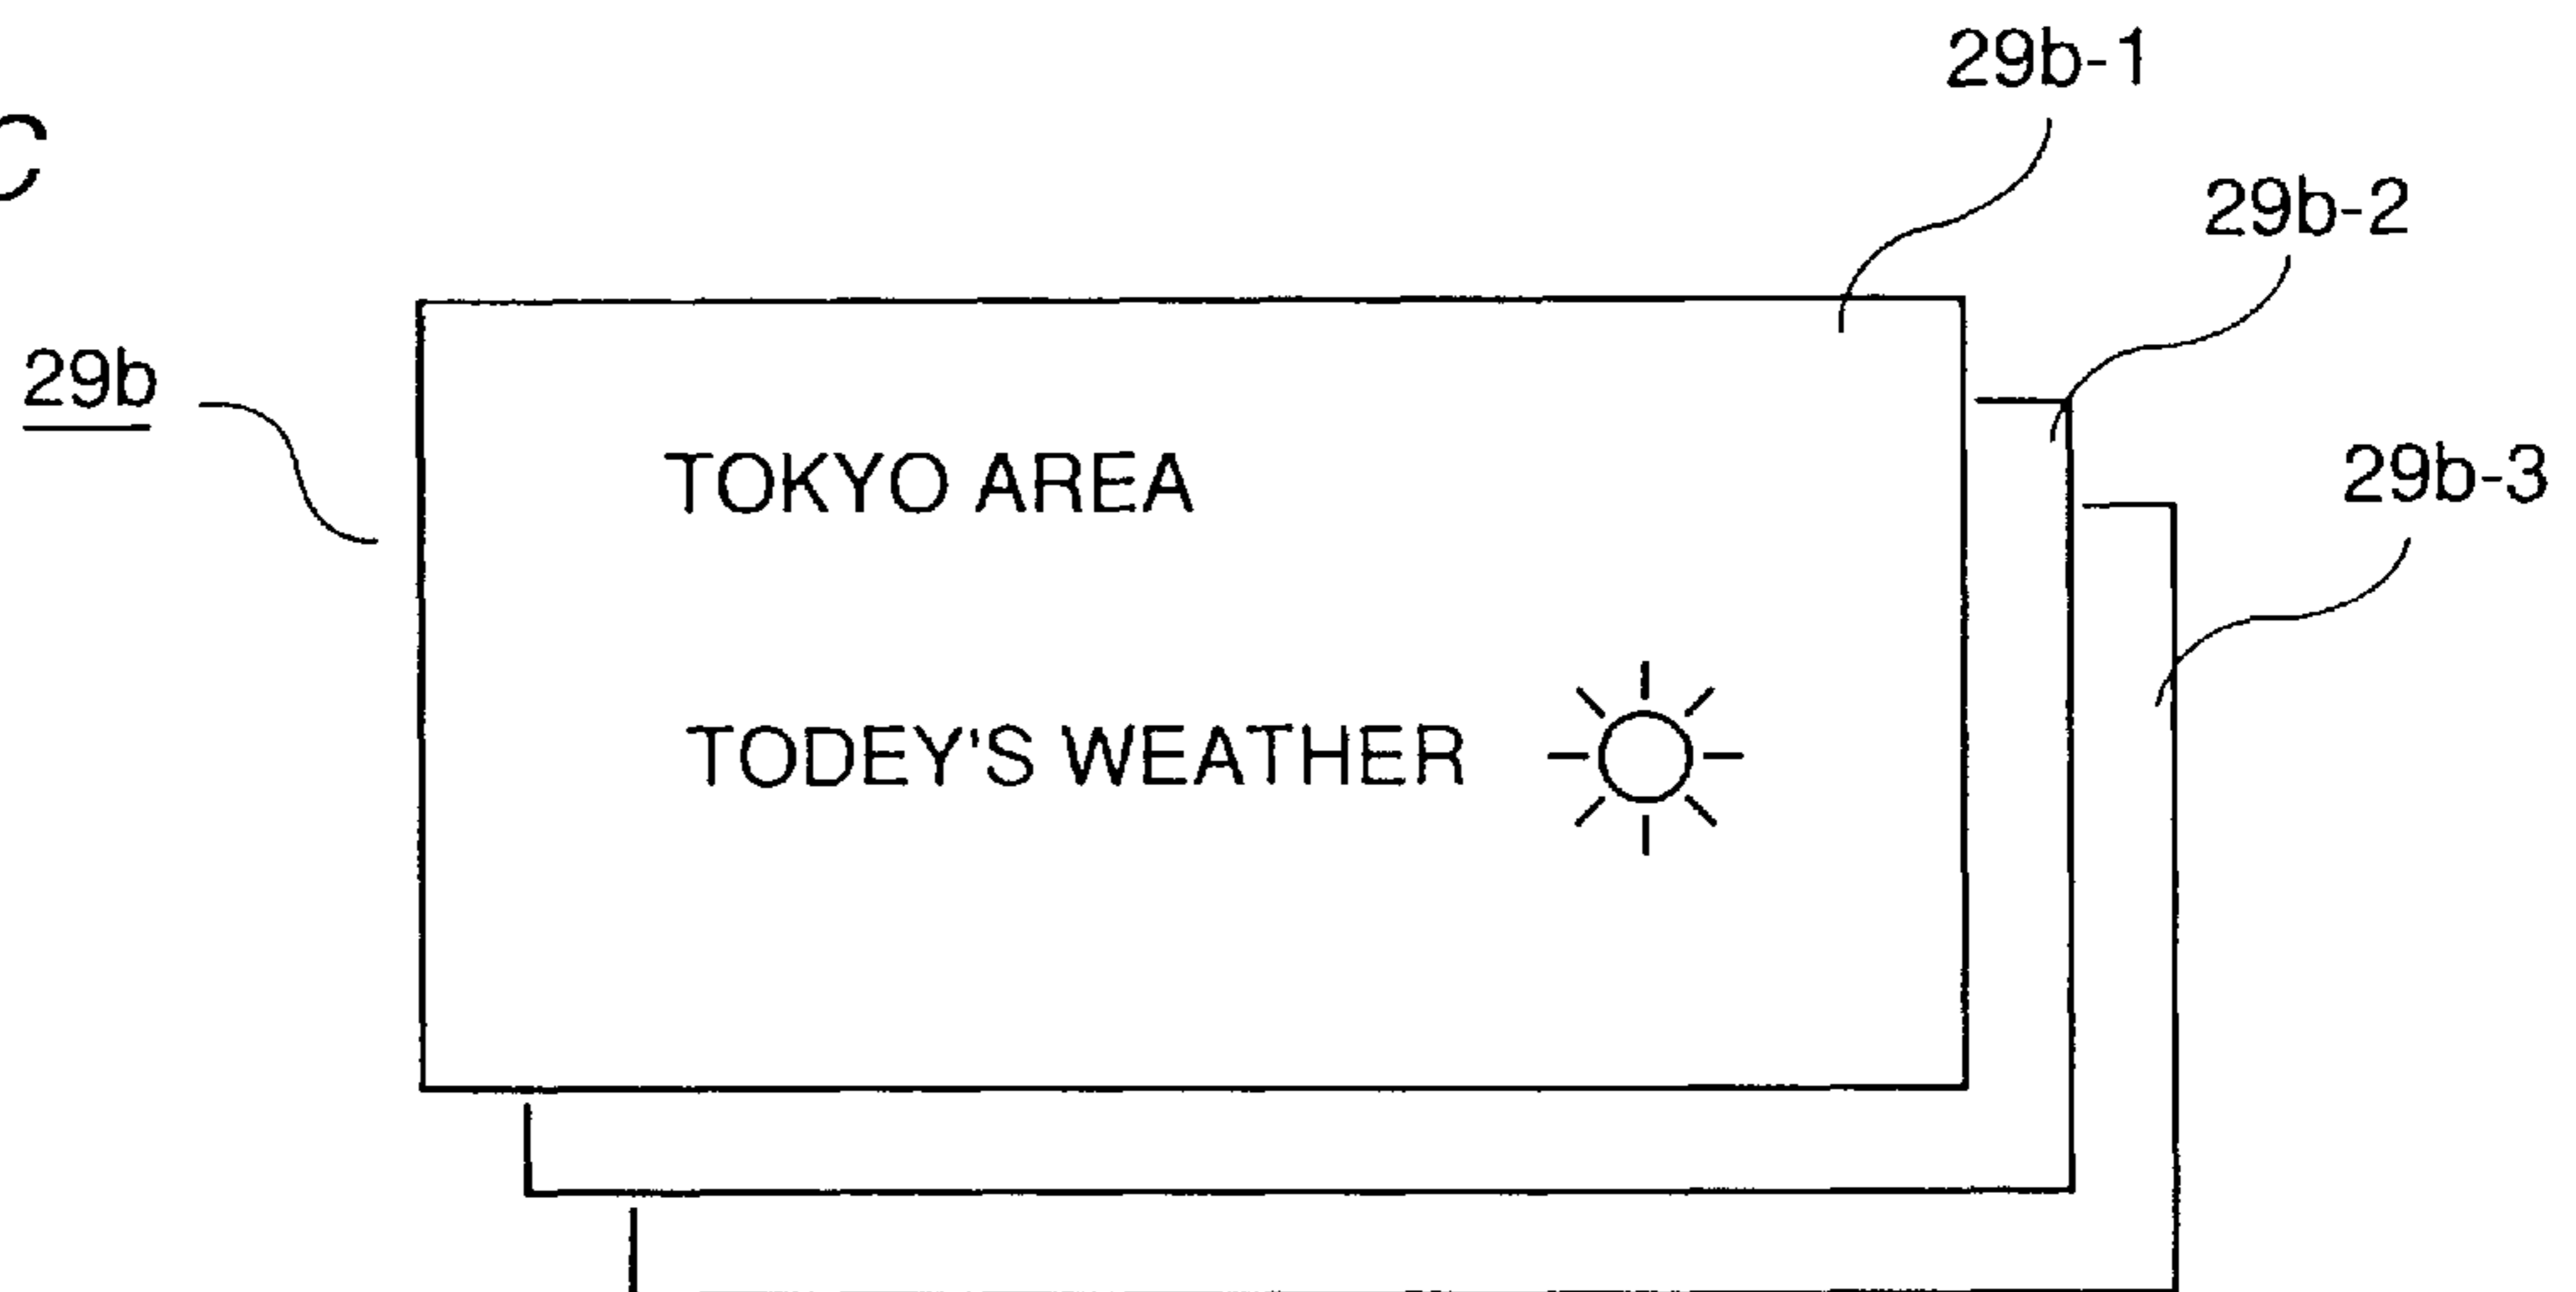 29b-1
C
29b-2
29b
29b-3
TOKYO AREA
TODEY'S WEATHER